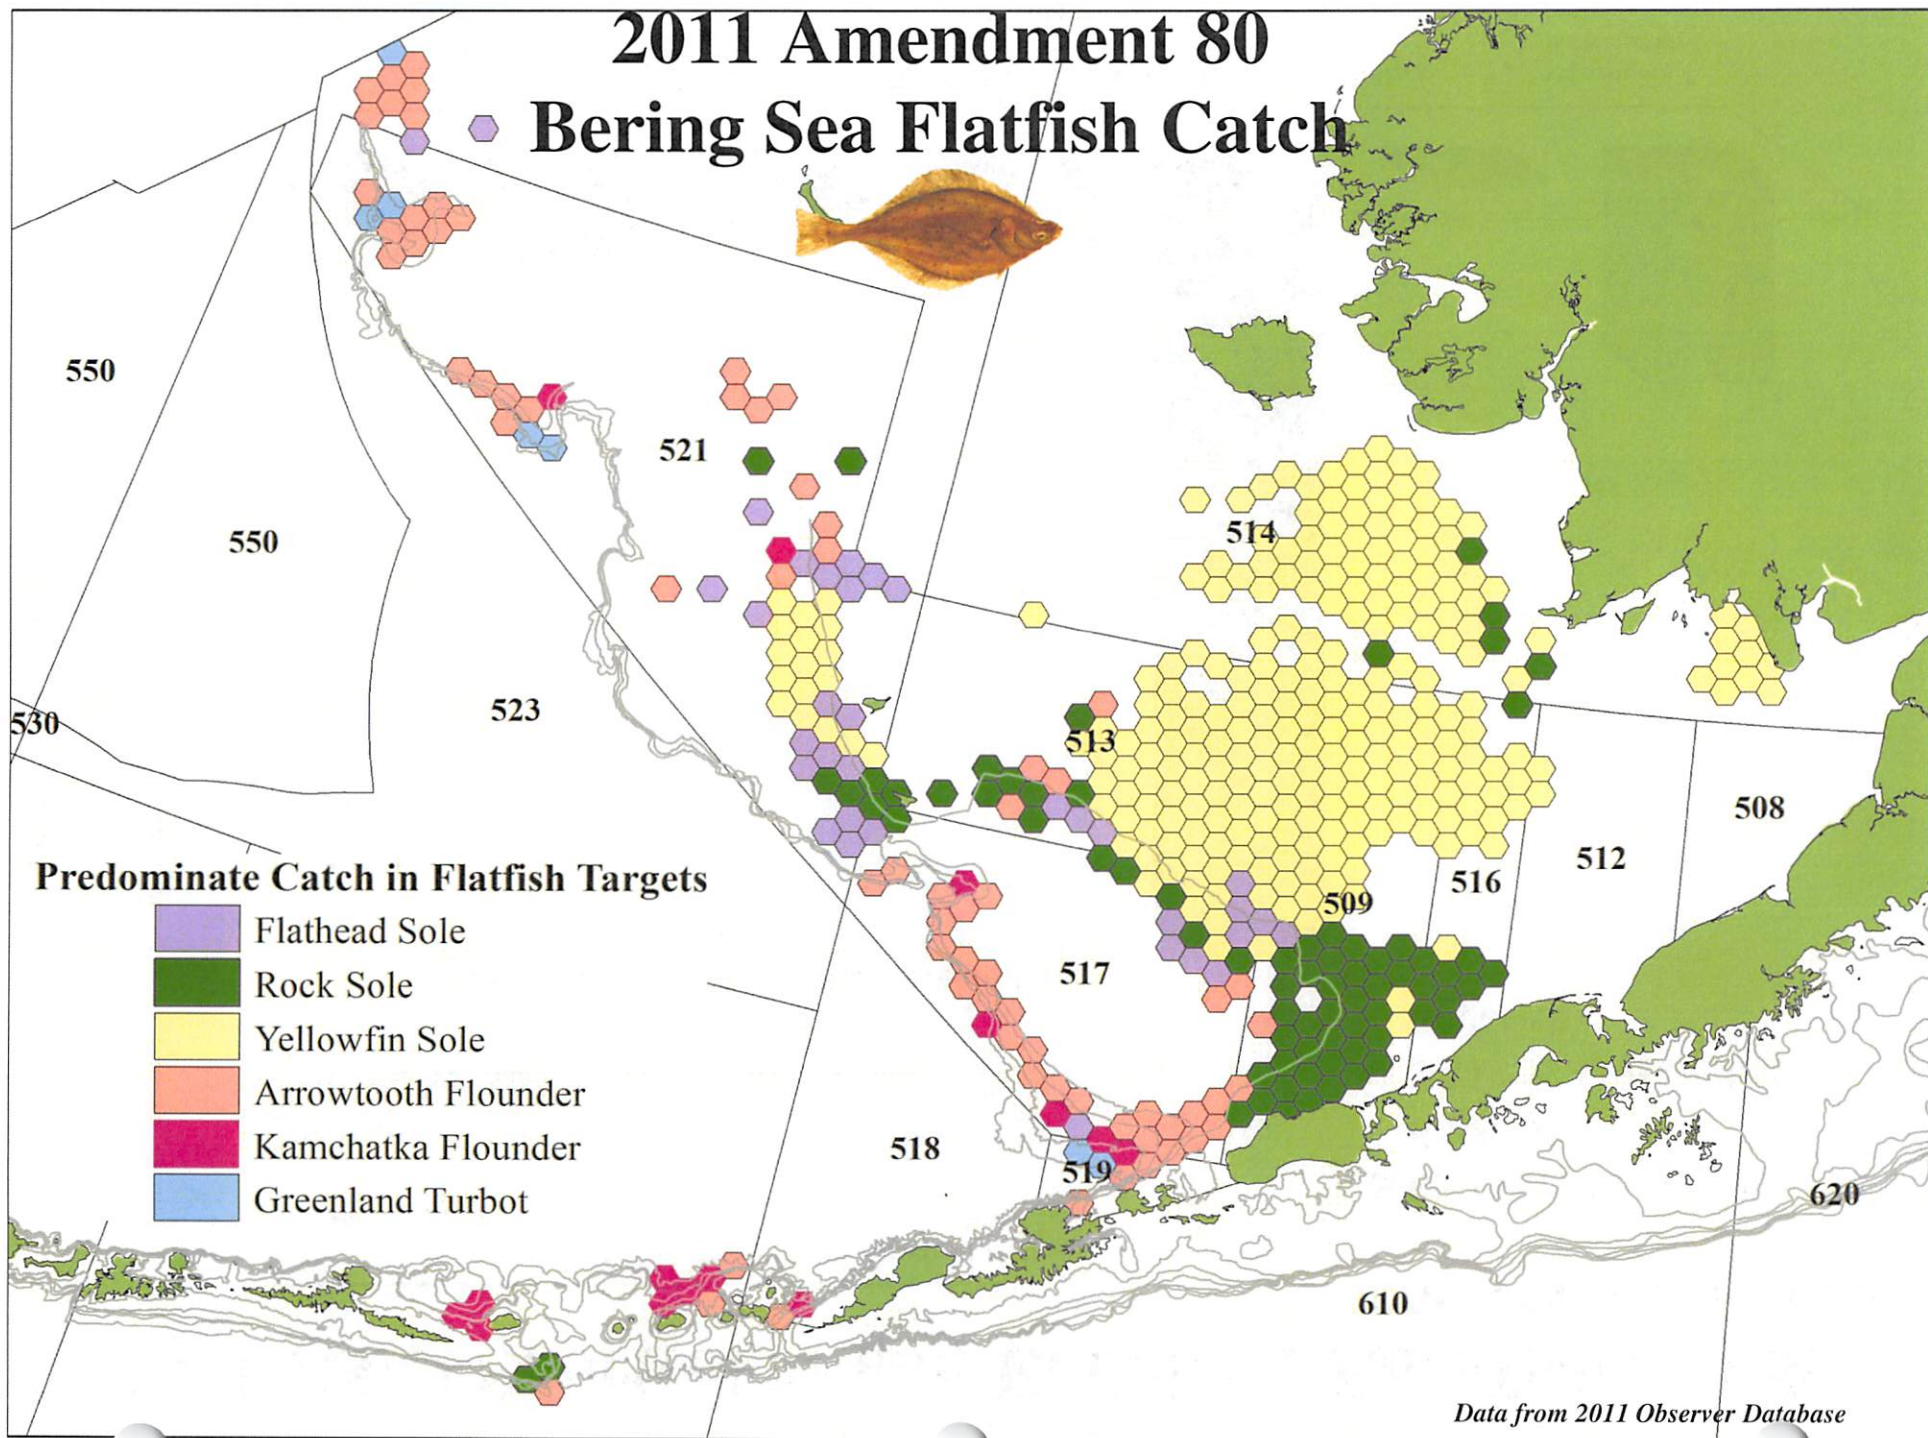 2011 Amendment 80
Bering Sea Flatfish Catch
550
521
514
550
523
530
513
508
512
516
509
517
518
519
620
610
Predominate Catch in Flatfish Targets
Flathead Sole
Rock Sole
Yellowfin Sole
Arrowtooth Flounder
Kamchatka Flounder
Greenland Turbot
Data from 2011 Observer Database